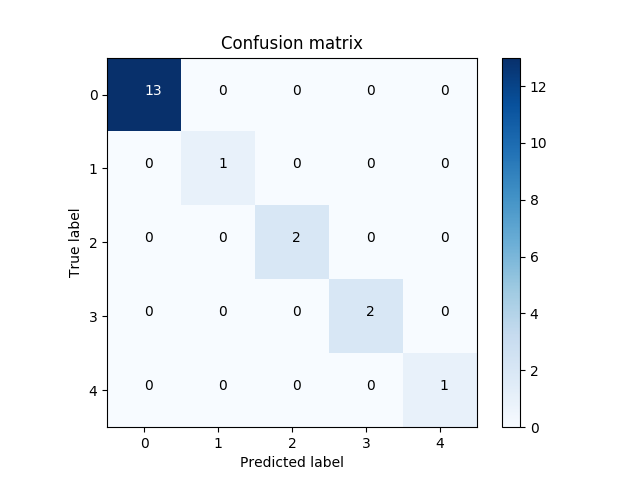 Confusion matrix
True label
0 13 0 0 0 0
1 0 1 0 0 0
2 0 0 2 0 0
3 0 0 0 2 0
4 0 0 0 0 1
0 1 2 3 4
Predicted label
12
10
8
6
4
2
0